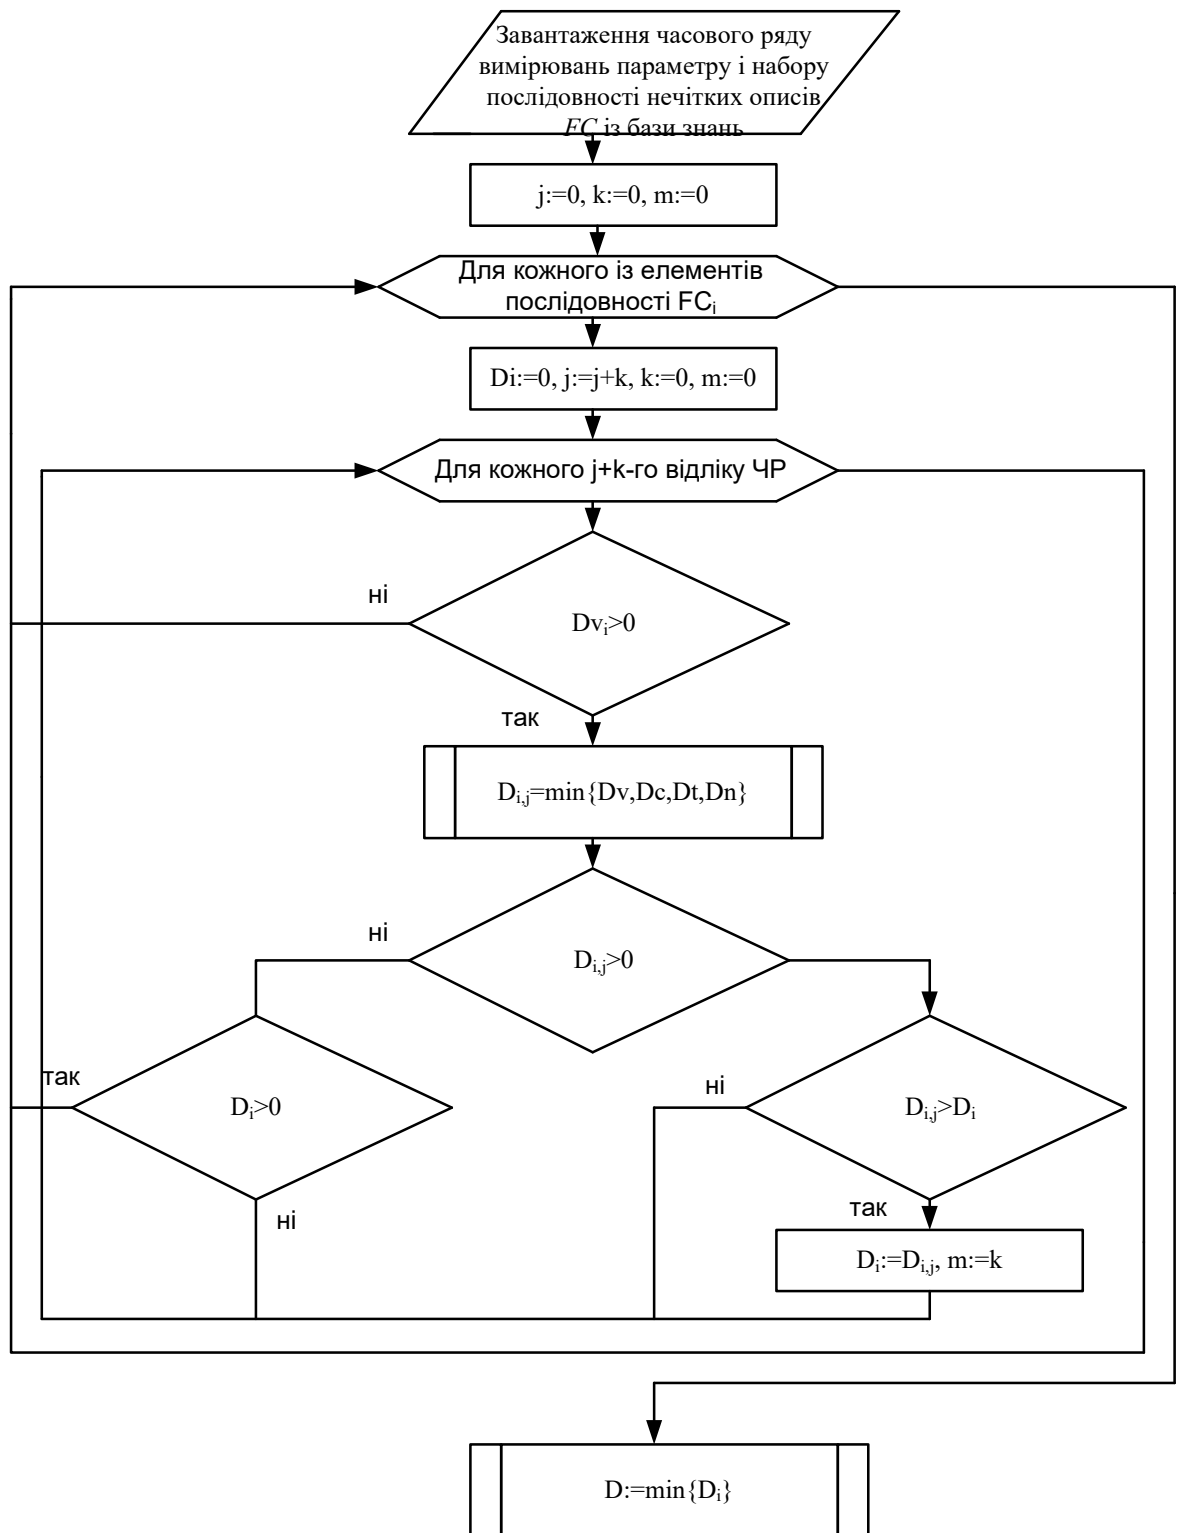 Завантаження часового ряду
вимірювань параметру і набору
послідовності нечітких описів
FC із бази знань
j:=0, k:=0, m:=0
Для кожного із елементів
послідовності FCi
Di:=0, j:=j+k, k:=0, m:=0
Для кожного j+k-го відліку ЧР
ні
Dvi>0
так
Di,j=min{Dv,Dc,Dt,Dn}
ні
Di,j>0
так
Di>0
ні
ні
Di,j>Di
так
Di:=Di,j, m:=k
D:=min{Di}